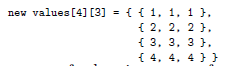 new values[4][3] = { { 1, 1, 1 },
{ 2, 2, 2 },
{ 3, 3, 3 },
{ 4, 4, 4 } }